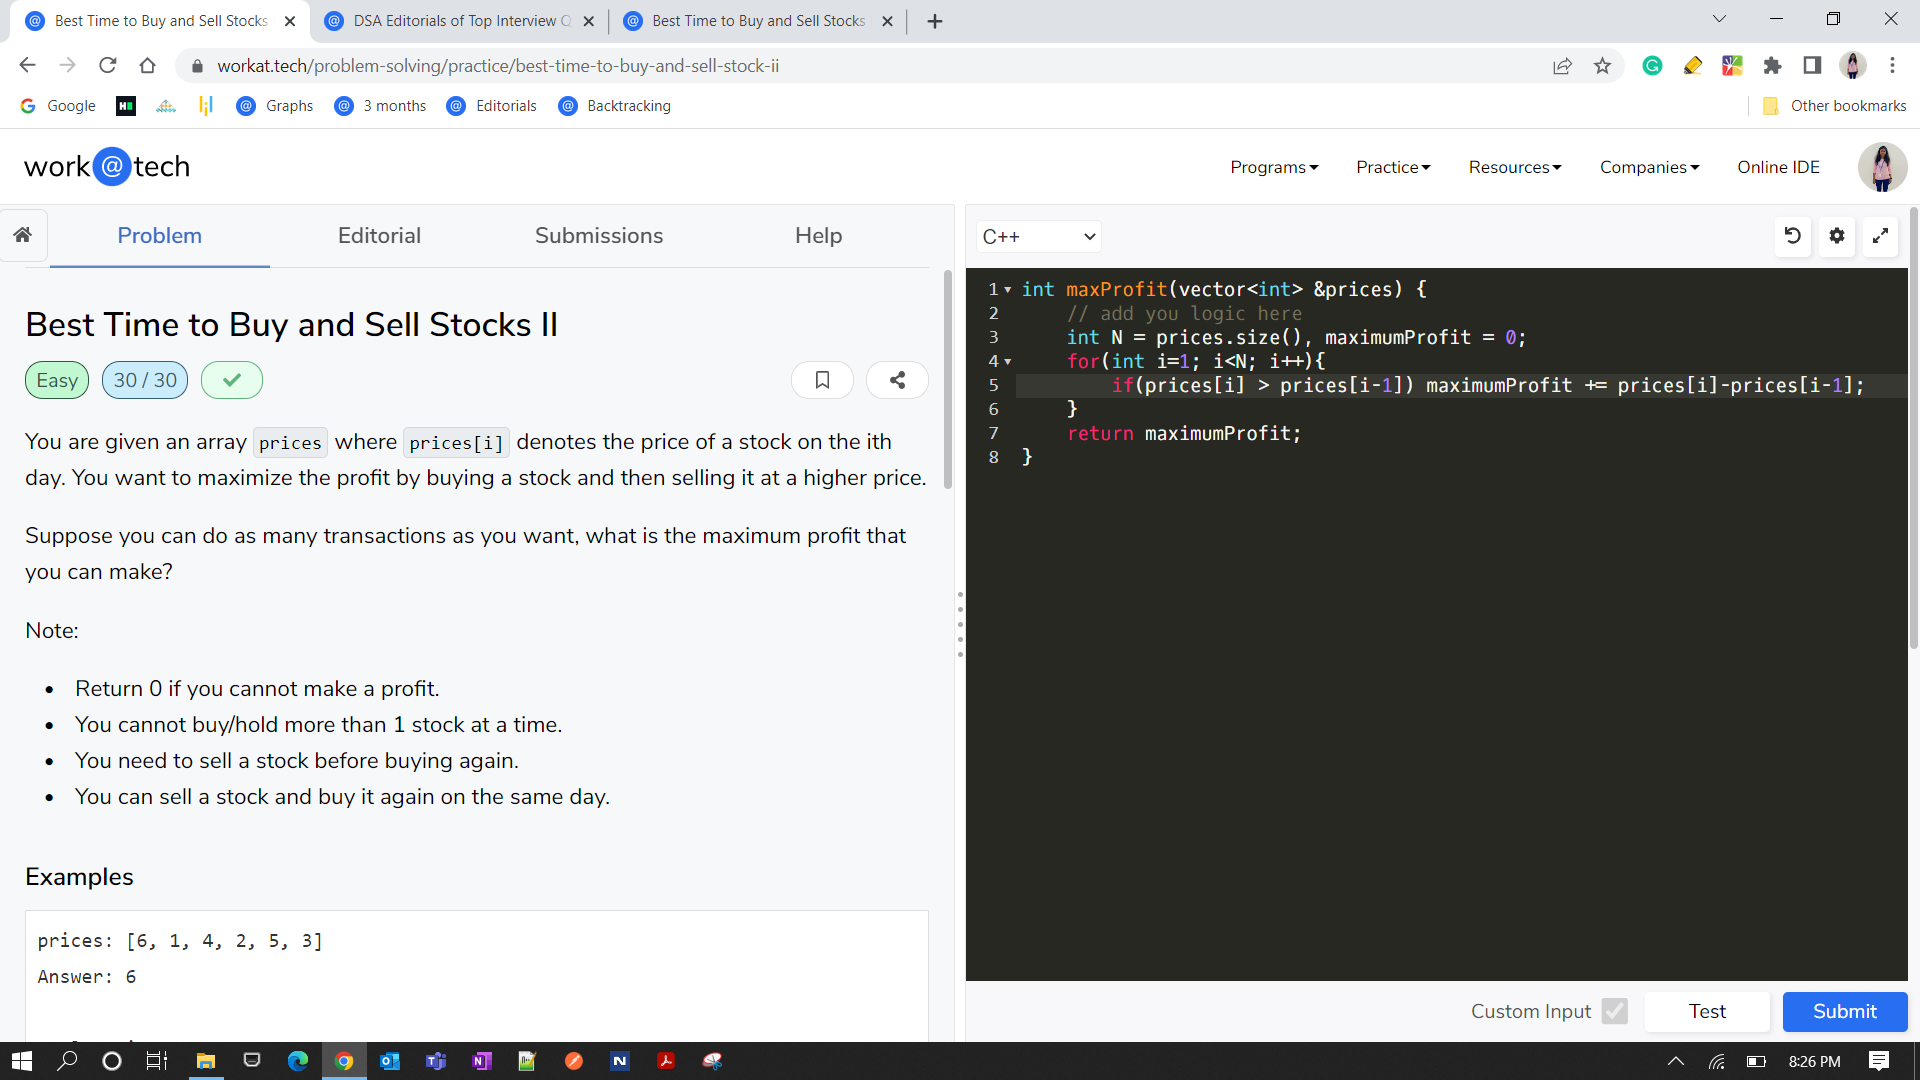 Best Time to Buy and Sell Stocks
DSA Editorials of Top Interview Q
Best Time to Buy and Sell Stocks
workat.tech/problem-solving/practice/best-time-to-buy-and-sell-stock-ii
Google
Graphs
3 months
Editorials
Backtracking
Other bookmarks
work@tech
Programs
Practice
Resources
Companies
Online IDE
Problem
Editorial
Submissions
Help
Best Time to Buy and Sell Stocks II
Easy
30 / 30
You are given an array prices where prices[i] denotes the price of a stock on the ith
day. You want to maximize the profit by buying a stock and then selling it at a higher price.
Suppose you can do as many transactions as you want, what is the maximum profit that
you can make?
Note:
• Return 0 if you cannot make a profit.
• You cannot buy/hold more than 1 stock at a time.
• You need to sell a stock before buying again.
• You can sell a stock and buy it again on the same day.
Examples
prices: [6, 1, 4, 2, 5, 3]
Answer: 6
C++
1 int maxProfit(vector<int> &prices) {
2 // add you logic here
3 int N = prices.size(), maximumProfit = 0;
4 for(int i=1; i<N; i++){
5 if(prices[i] > prices[i-1]) maximumProfit += prices[i]-prices[i-1];
6 }
7 return maximumProfit;
8 }
Custom Input
Test
Submit
8:26 PM